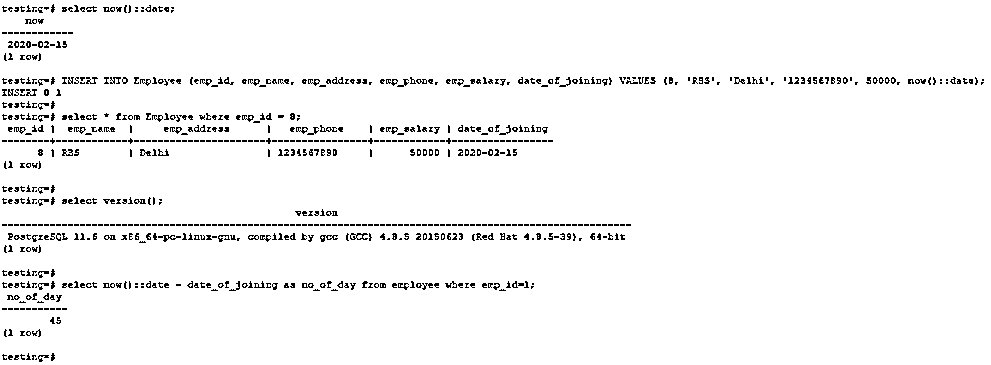 testing=# select now()::date;
now
------------
2020-02-15
(1 row)
testing=# INSERT INTO Employee (emp_id, emp_name, emp_address, emp_phone, emp_salary, date_of_joining) VALUES (8, 'RBS', 'Delhi', '1234567890', 50000, now()::date);
INSERT 0 1
testing=#
testing=# select * from Employee where emp_id = 8;
emp_id | emp_name | emp_address | emp_phone | emp_salary | date_of_joining
--------+----------+----------------------+---------------+------------+-----------------
8 | RBS | Delhi | 1234567890 | 50000 | 2020-02-15
(1 row)
testing=#
testing=# select version();
version
---------------------------------------------------------------------------------------------------------
PostgreSQL 11.6 on x86_64-pc-linux-gnu, compiled by gcc (GCC) 4.8.5 20150623 (Red Hat 4.8.5-39), 64-bit
(1 row)
testing=#
testing=# select now()::date - date_of_joining as no_of_day from employee where emp_id=1;
no_of_day
-----------
45
(1 row)
testing=#